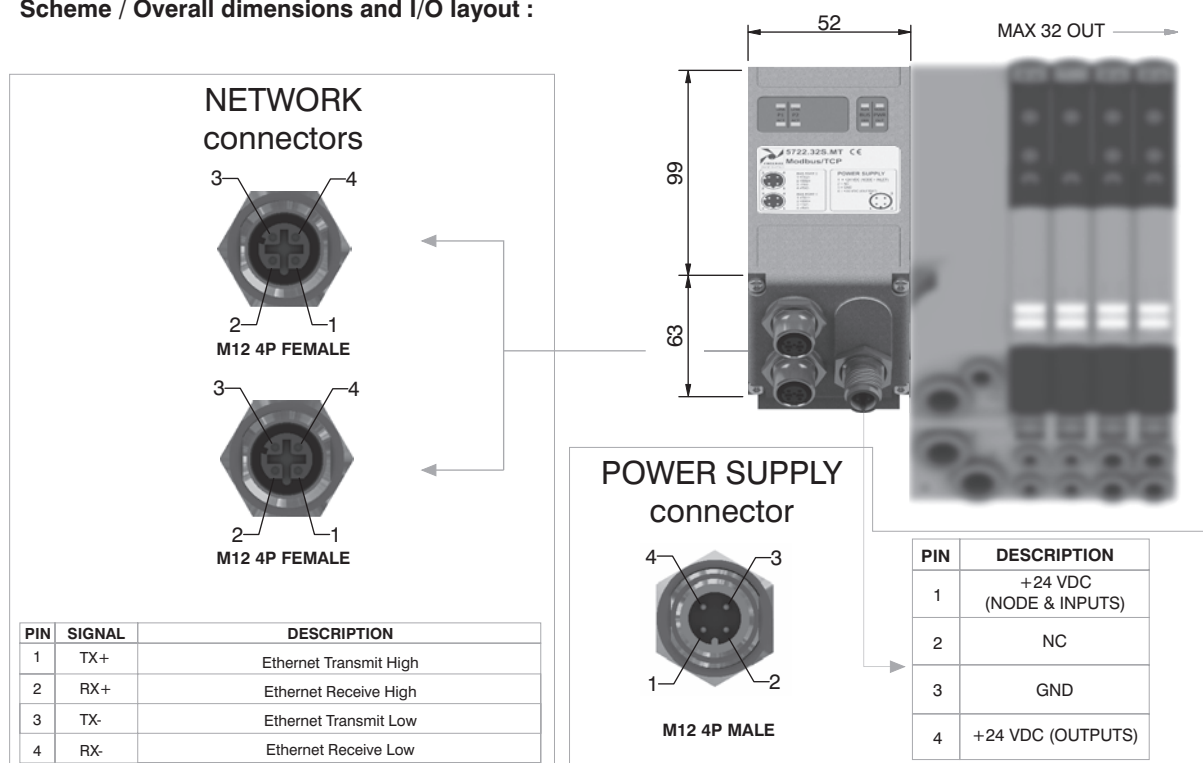 Scheme / Overall dimensions and I/O layout :
52
MAX 32 OUT
99
63
5722.32S.MT CE
Modbus/TCP
POWER SUPPLY
NETWORK
connectors
3 4
2 1
M12 4P FEMALE
3 4
2 1
M12 4P FEMALE
PIN SIGNAL DESCRIPTION
1 TX+ Ethernet Transmit High
2 RX+ Ethernet Receive High
3 TX- Ethernet Transmit Low
4 RX- Ethernet Receive Low
POWER SUPPLY
connector
4 3
1 2
M12 4P MALE
PIN DESCRIPTION
1 +24 VDC
(NODE & INPUTS)
2 NC
3 GND
4 +24 VDC (OUTPUTS)